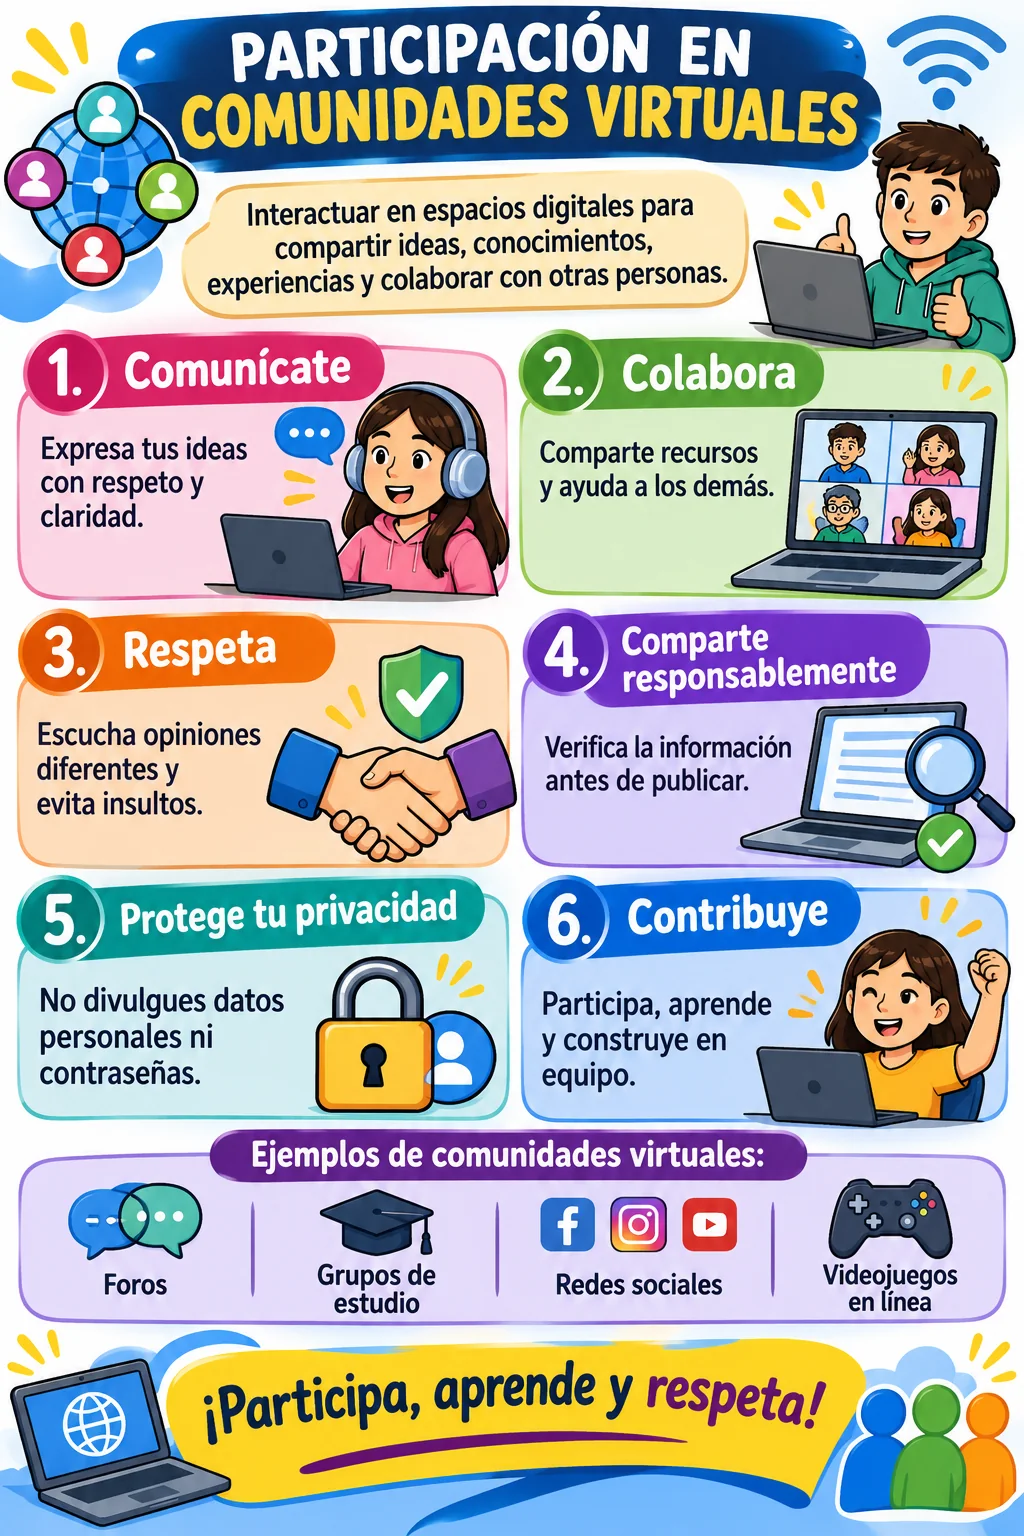 PARTICIPACIÓN EN
COMUNIDADES VIRTUALES
Interactuar en espacios digitales para
compartir ideas, conocimientos,
experiencias y colaborar con otras personas.
1. Comunícate
Expresa tus ideas
con respeto y
claridad.
2. Colabora
Comparte recursos
y ayuda a los demás.
3. Respeta
Escucha opiniones
diferentes y
evita insultos.
4. Comparte
responsablemente
Verifica la información
antes de publicar.
5. Protege tu privacidad
No divulgues datos
personales ni
contraseñas.
6. Contribuye
Participa, aprende
y construye en
equipo.
Ejemplos de comunidades virtuales:
Foros
Grupos de
estudio
Redes sociales
Videojuegos
en línea
¡Participa, aprende y respeta!